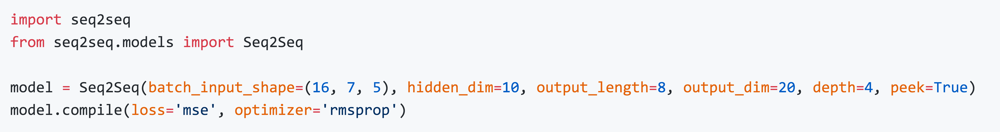 import seq2seq
from seq2seq.models import Seq2Seq
model = Seq2Seq(batch_input_shape=(16, 7, 5), hidden_dim=10, output_length=8, output_dim=20, depth=4, peek=True)
model.compile(loss='mse', optimizer='rmsprop')